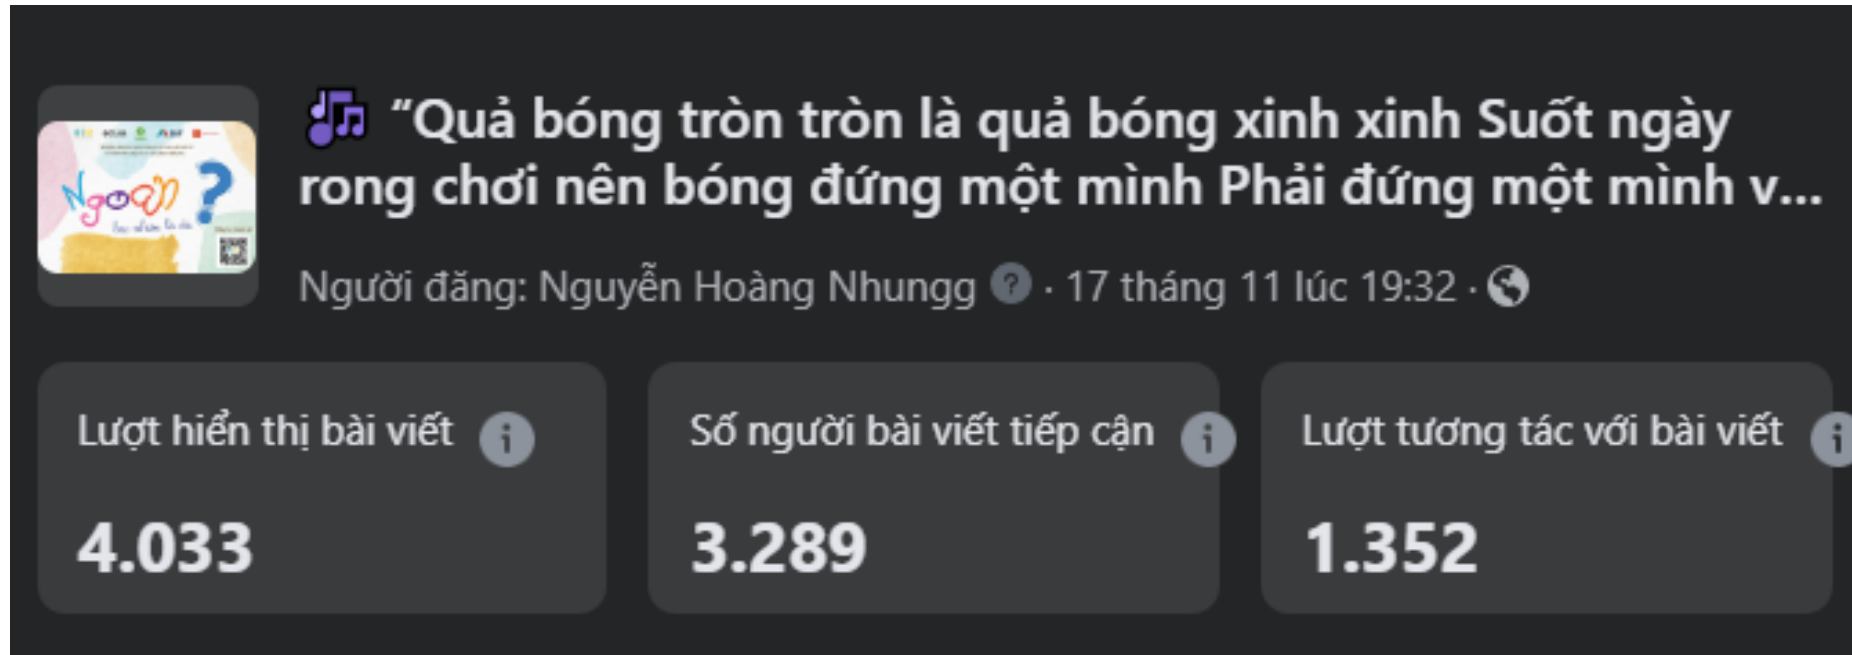 “Quả bóng tròn tròn là quả bóng xinh xinh Suốt ngày
rong chơi nên bóng đứng một mình Phải đứng một mình v...
Người đăng: Nguyễn Hoàng Nhungg ? · 17 tháng 11 lúc 19:32 ·
Ngoan ?
Lượt hiển thị bài viết
4.033
Số người bài viết tiếp cận
3.289
Lượt tương tác với bài viết
1.352